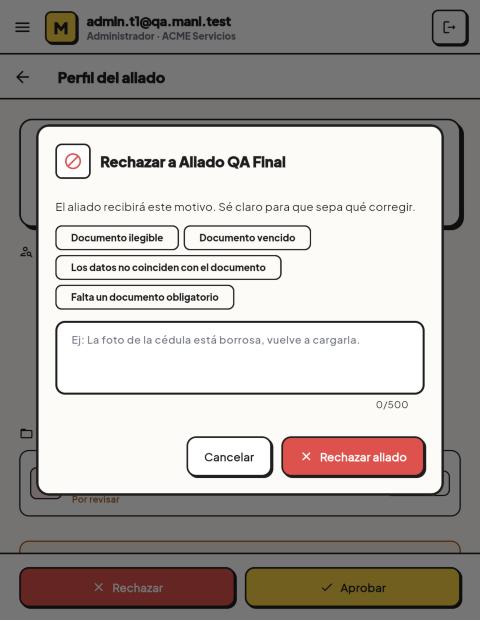 M
admin.t1@qa.mani.test
Administrador · ACME Servicios
Perfil del aliado
Rechazar a Aliado QA Final
El aliado recibirá este motivo. Sé claro para que sepa qué corregir.
Documento ilegible
Documento vencido
Los datos no coinciden con el documento
Falta un documento obligatorio
Ej: La foto de la cédula está borrosa, vuelve a cargarla.
0/500
Cancelar
Rechazar aliado
Por revisar
Rechazar
Aprobar